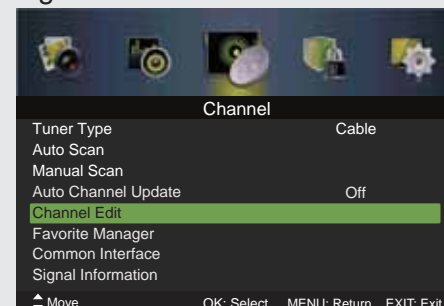 Channel
Tuner Type Cable
Auto Scan
Manual Scan
Auto Channel Update Off
Channel Edit
Favorite Manager
Common Interface
Signal Information
Move OK: Select MENU: Return EXIT: Exit